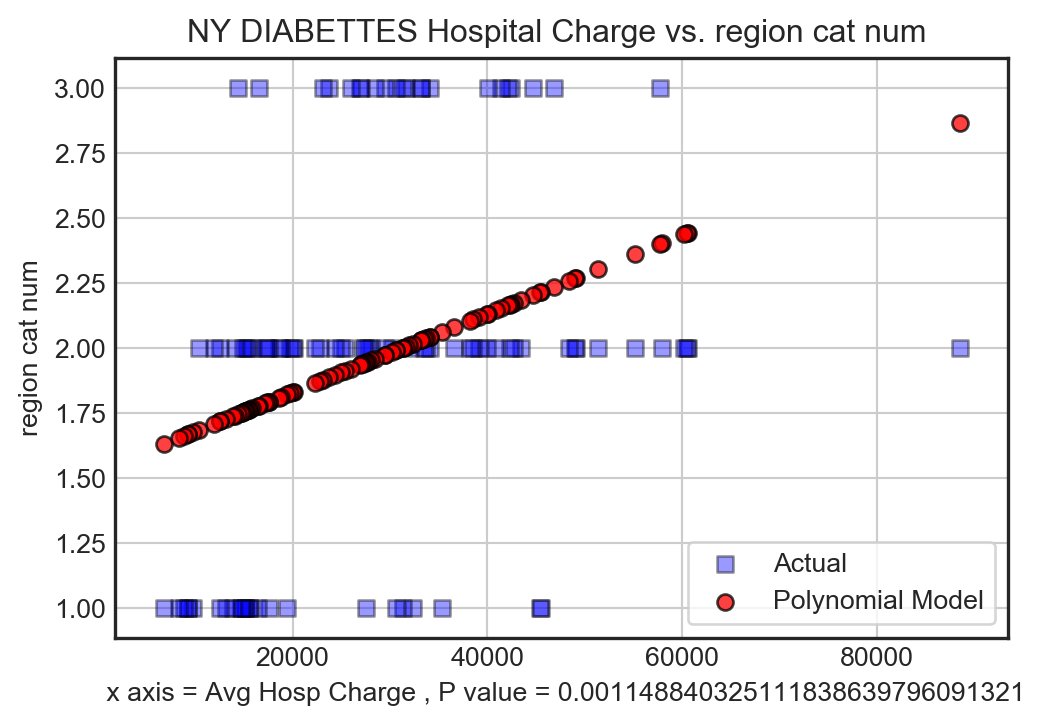 NY DIABETTES Hospital Charge vs. region cat num
3.00
2.75
2.50
2.25
2.00
1.75
1.50
1.25
1.00
region cat num
Actual
Polynomial Model
20000 40000 60000 80000
x axis = Avg Hosp Charge , P value = 0.0011488403251118386397960913​21